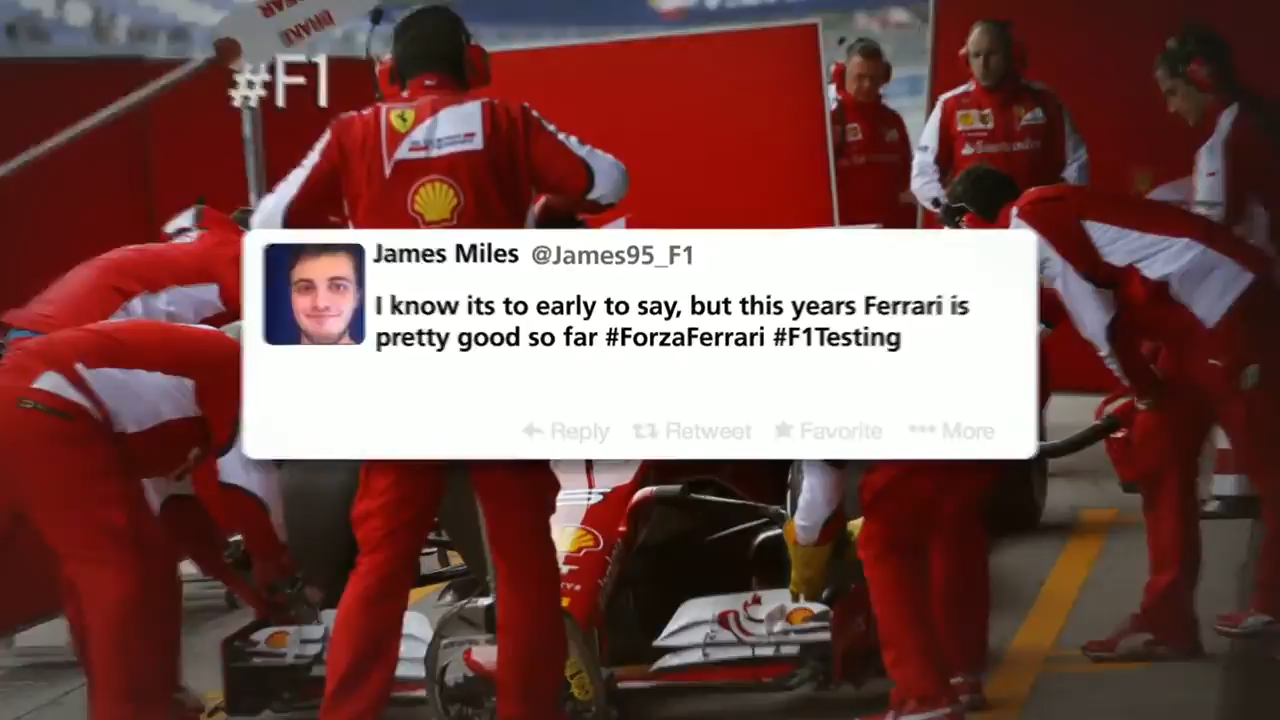 BRAKE
#F1
James Miles @James95_F1
I know its to early to say, but this years Ferrari is
pretty good so far #ForzaFerrari #F1Testing
Reply Retweet Favorite More